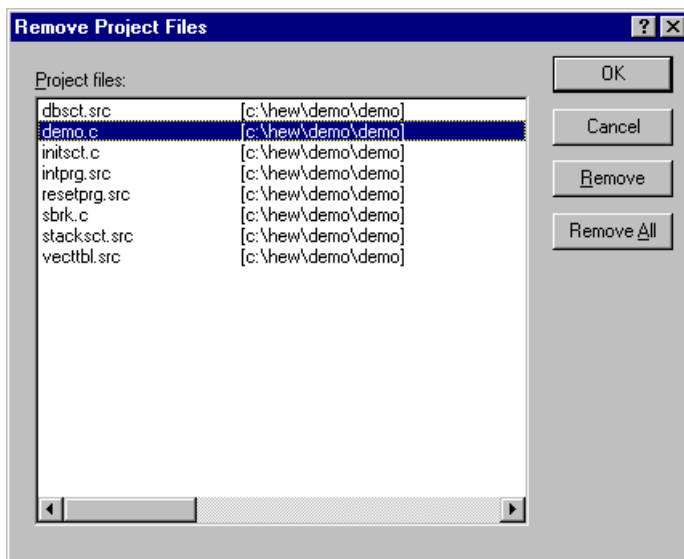 Remove Project Files
Project files:
dbsct.src [c:\hew\demo\demo]
demo.c [c:\hew\demo\demo]
initsct.c [c:\hew\demo\demo]
intprg.src [c:\hew\demo\demo]
resetprg.src [c:\hew\demo\demo]
sbrk.c [c:\hew\demo\demo]
stacksct.src [c:\hew\demo\demo]
vecttbl.src [c:\hew\demo\demo]
OK
Cancel
Remove
Remove All